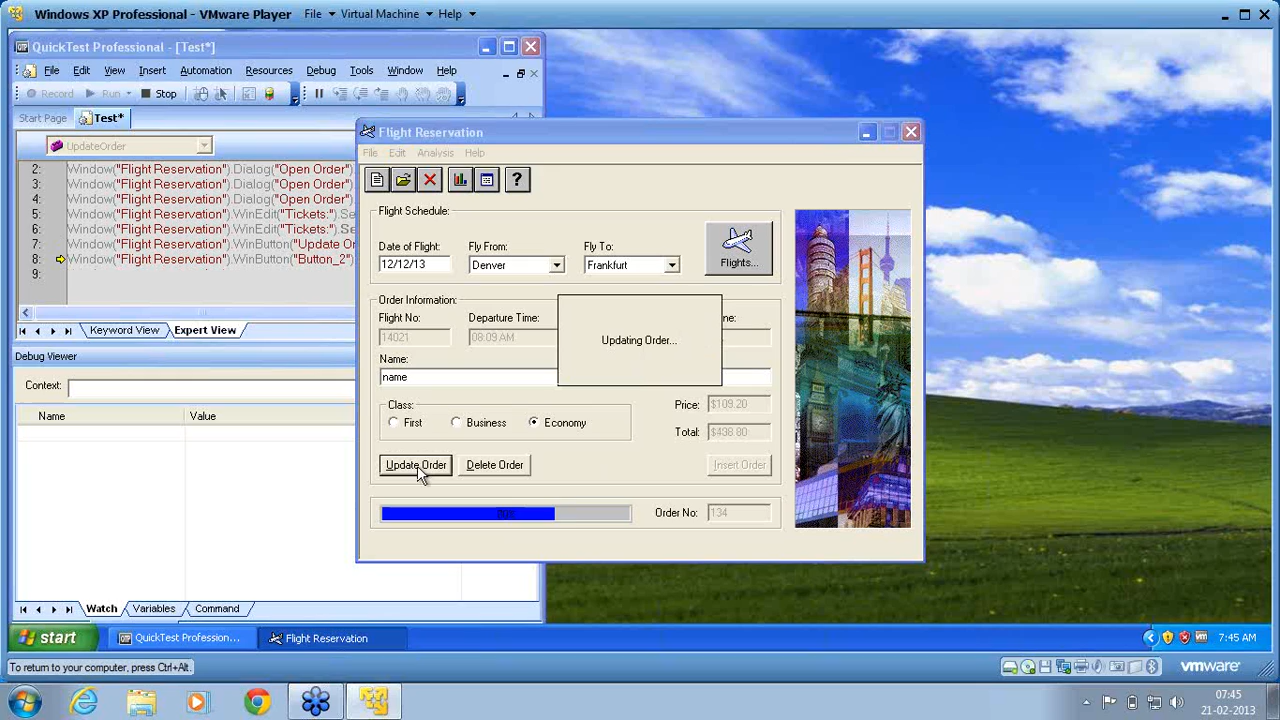 Windows XP Professional - VMware Player File Virtual Machine Help
QuickTest Professional - [Test*]
File Edit View Insert Automation Resources Debug Tools Window Help
Record Run Stop
Start Page Test*
UpdateOrder
2: Window("Flight Reservation").Dialog("Open Order")
3: Window("Flight Reservation").Dialog("Open Order")
4: Window("Flight Reservation").Dialog("Open Order")
5: Window("Flight Reservation").WinEdit("Tickets:").Se
6: Window("Flight Reservation").WinButton("Update Or
7: Window("Flight Reservation").WinButton("Update Or
8: Window("Flight Reservation").WinButton("Button_2")
9:
Keyword View Expert View
Debug Viewer
Context:
Name Value
Watch Variables Command
Flight Reservation
File Edit Analysis Help
Flight Schedule:
Date of Flight: Fly From: Fly To:
12/12/13 Denver Frankfurt
Flights...
Order Information:
Flight No: Departure Time:
14021 08:09 AM
Updating Order...
Name:
name
Class:
First Business Economy
Price: $109.20
Total: $438.80
Update Order Delete Order Insert Order
Order No: 134
start QuickTest Profession... Flight Reservation 7:45 AM
To return to your computer, press Ctrl+Alt. vmware
07:45
21-02-2013